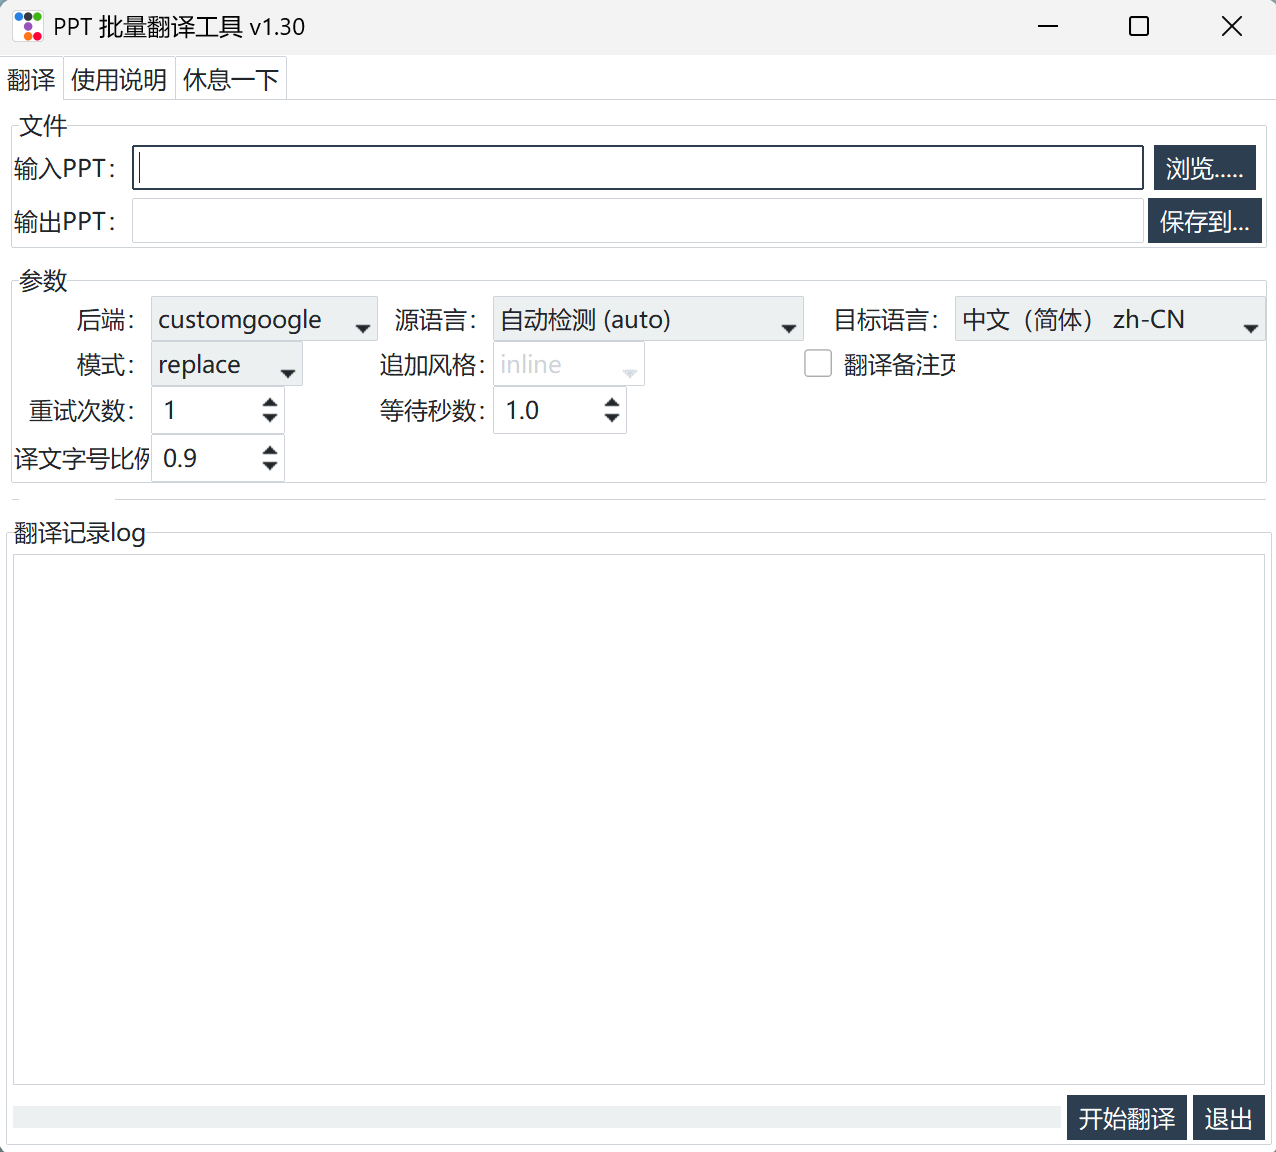 PPT 批量翻译工具 v1.30
翻译 使用说明 休息一下
文件
输入PPT： 浏览.....
输出PPT： 保存到...
参数
后端： customgoogle 源语言： 自动检测 (auto) 目标语言： 中文（简体） zh-CN
模式： replace 追加风格： inline 翻译备注页
重试次数： 1 等待秒数： 1.0
译文字号比例 0.9
翻译记录log
开始翻译 退出